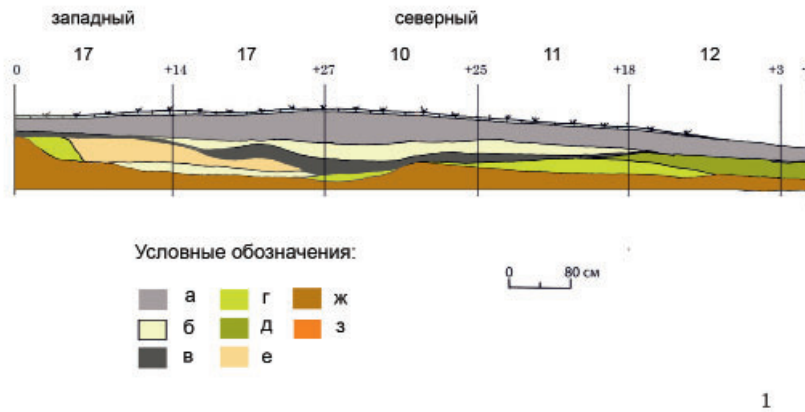 западный северный
17 17 10 11 12
0 +14 +27 +25 +18 +3
Условные обозначения:
0 80 см
а г ж
б д з
в е
1